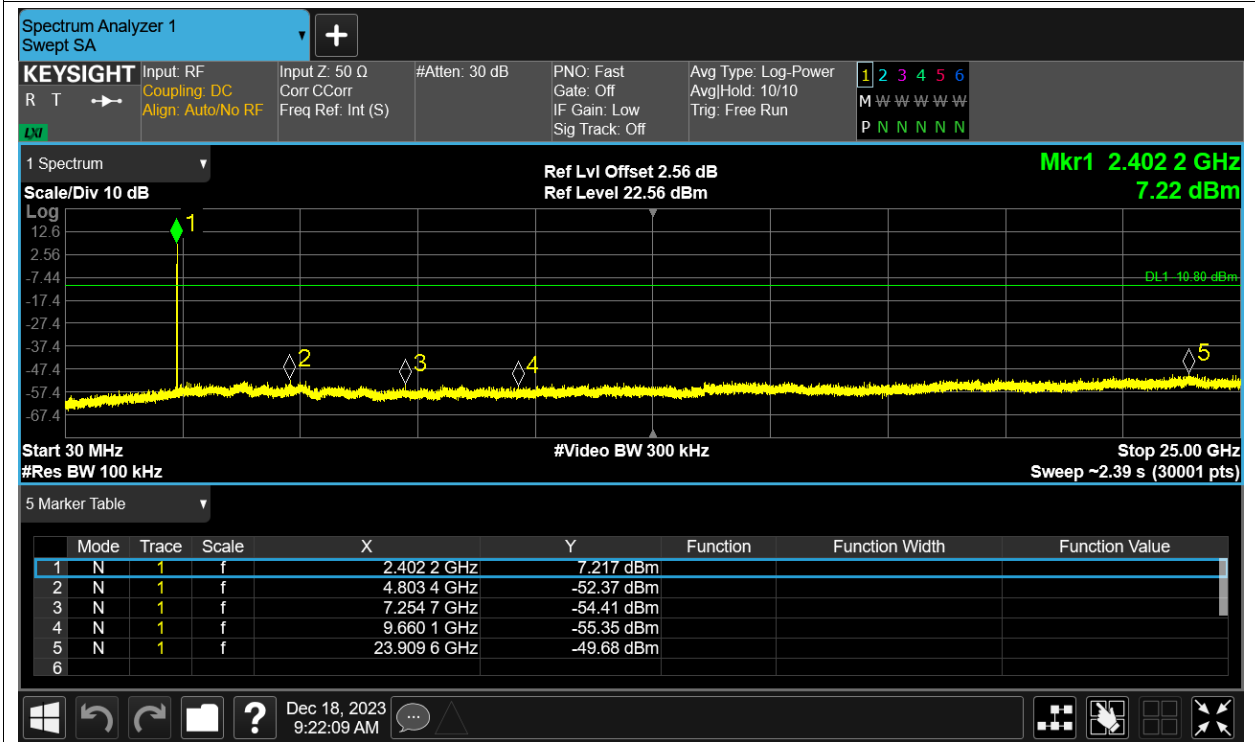 Spectrum Analyzer 1
Swept SA
+
KEYSIGHT Input: RF Input Z: 50 Ω #Atten: 30 dB PNO: Fast Avg Type: Log-Power 1 2 3 4 5 6
R T Coupling: DC Corr CCorr Gate: Off Avg|Hold: 10/10 M W W W W W
Align: Auto/No RF Freq Ref: Int (S) IF Gain: Low Trig: Free Run
LXI Sig Track: Off P N N N N N
1 Spectrum Ref Lvl Offset 2.56 dB Mkr1 2.402 2 GHz
Scale/Div 10 dB Ref Level 22.56 dBm 7.22 dBm
Log
1
12.6
2.56
-7.44 DL1 -10.80 dBm
-17.4
-27.4
-37.4
2 3 4 5
-47.4
-57.4
-67.4
Start 30 MHz #Video BW 300 kHz Stop 25.00 GHz
#Res BW 100 kHz Sweep ~2.39 s (30001 pts)
5 Marker Table
Mode Trace Scale X Y Function Function Width Function Value
1 N 1 f 2.402 2 GHz 7.217 dBm
2 N 1 f 4.803 4 GHz -52.37 dBm
3 N 1 f 7.254 7 GHz -54.41 dBm
4 N 1 f 9.660 1 GHz -55.35 dBm
5 N 1 f 23.909 6 GHz -49.68 dBm
6
? Dec 18, 2023
9:22:09 AM